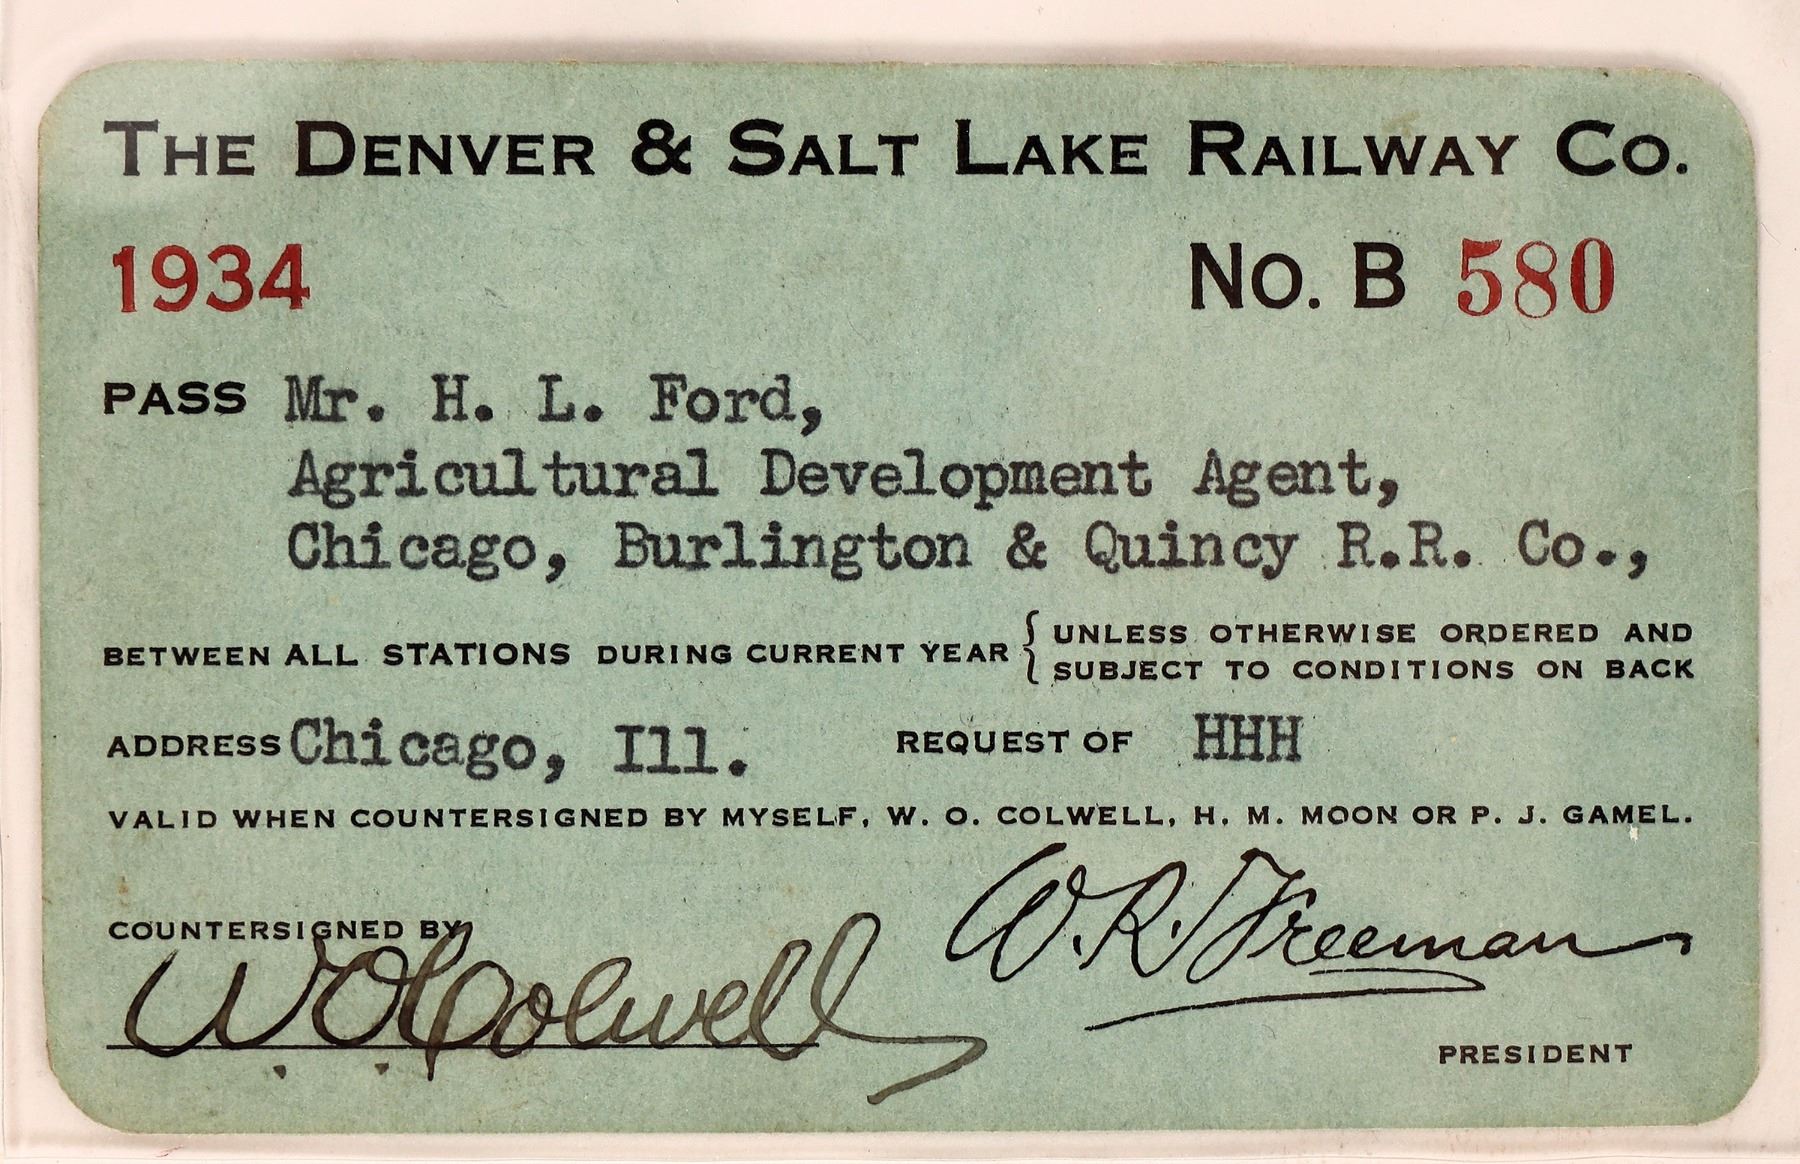 THE DENVER & SALT LAKE RAILWAY CO.
1934 NO. B 580
PASS Mr. H. L. Ford,
Agricultural Development Agent,
Chicago, Burlington & Quincy R.R. Co.,
BETWEEN ALL STATIONS DURING CURRENT YEAR { UNLESS OTHERWISE ORDERED AND
SUBJECT TO CONDITIONS ON BACK
ADDRESS Chicago, Ill. REQUEST OF HHH
VALID WHEN COUNTERSIGNED BY MYSELF, W. O. COLWELL, H. M. MOON OR P. J. GAMEL.
W. R. Freeman
COUNTERSIGNED BY
W. O. Colwell
PRESIDENT